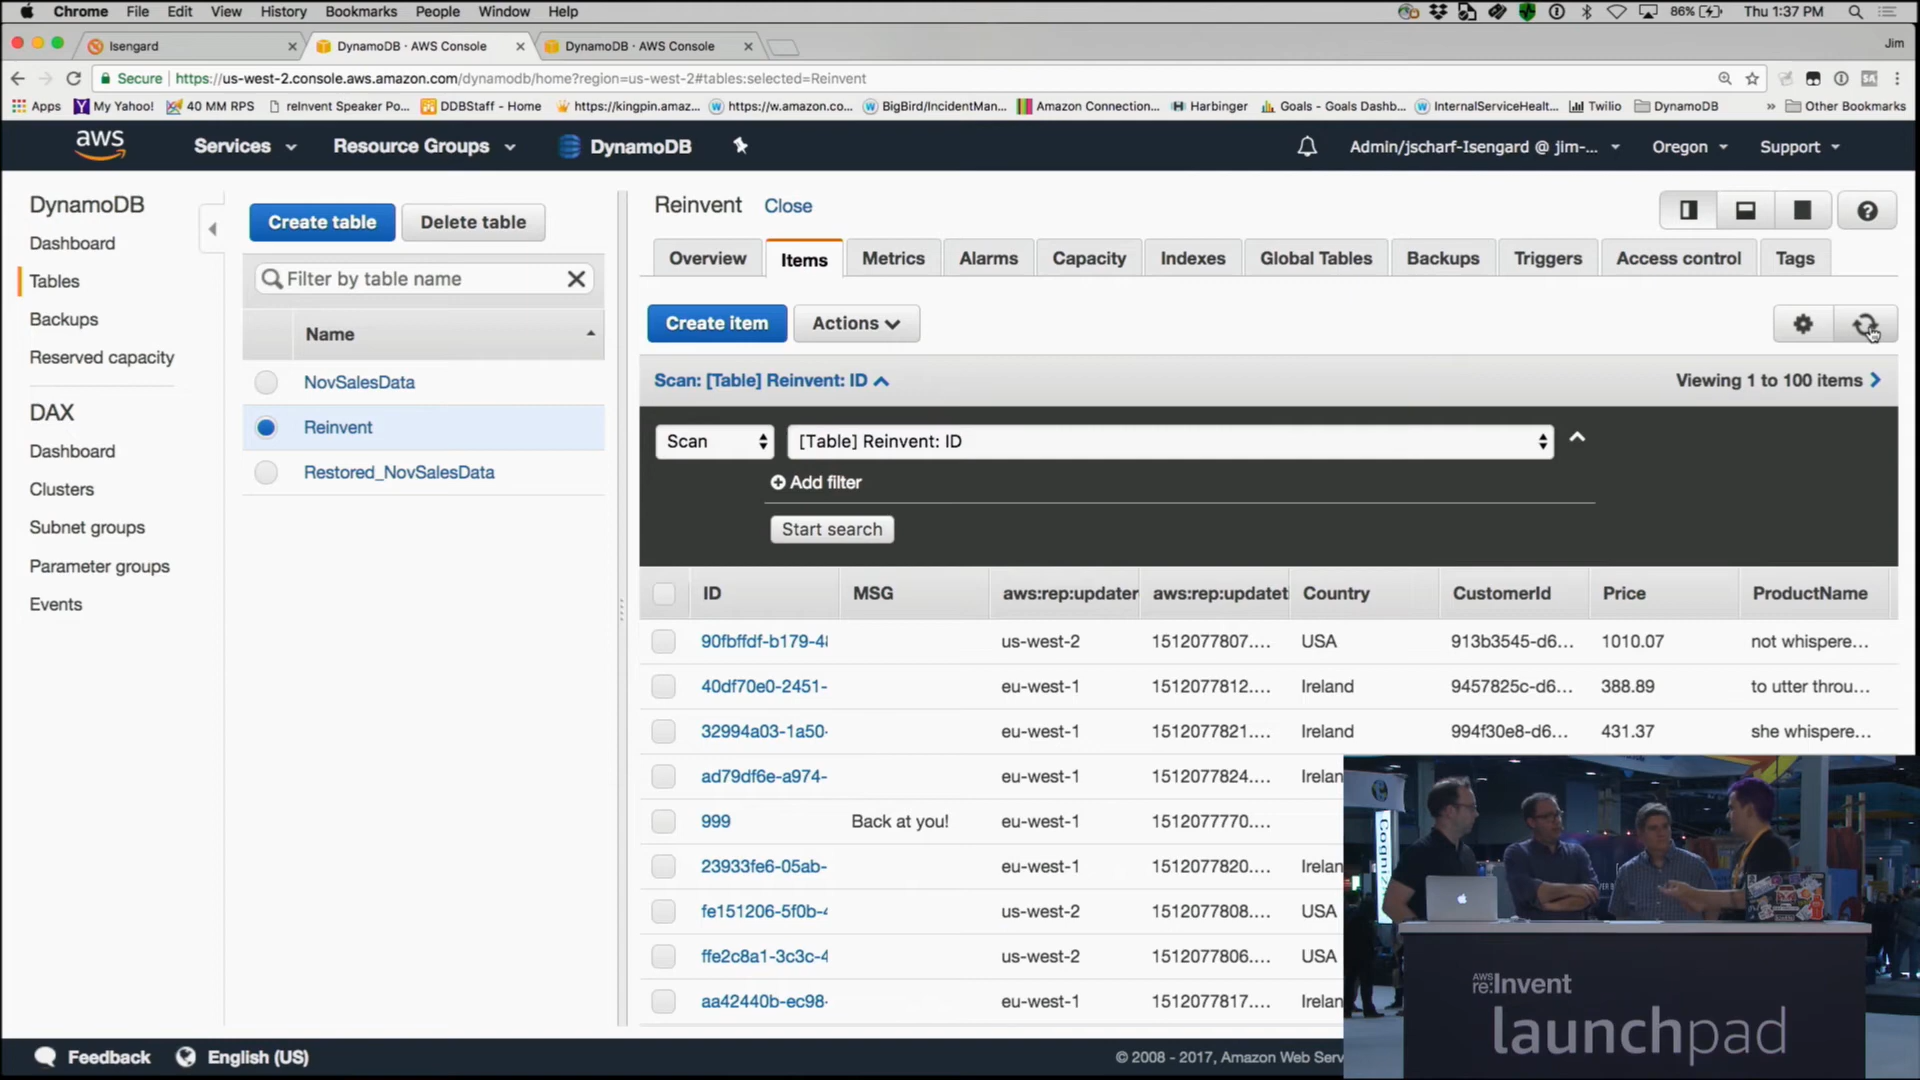 Chrome File Edit View History Bookmarks People Window Help 86% Thu 1:37 PM
Isengard DynamoDB · AWS Console DynamoDB · AWS Console Jim
Secure https://us-west-2.console.aws.amazon.com/dynamodb/home?region=us-west-2#tables:selected=Reinvent
Apps My Yahoo! 40 MM RPS reInvent Speaker Po... DDBStaff - Home https://kingpin.amaz... https://w.amazon.co... BigBird/IncidentMan... Amazon Connection... Harbinger Goals - Goals Dashb... InternalServiceHealt... Twilio DynamoDB » Other Bookmarks
aws Services Resource Groups DynamoDB Admin/jscharf-Isengard @ jim-... Oregon Support
DynamoDB
Dashboard
Tables
Backups
Reserved capacity
DAX
Dashboard
Clusters
Subnet groups
Parameter groups
Events
Create table Delete table
Filter by table name
Name
NovSalesData
Reinvent
Restored_NovSalesData
Reinvent Close
Overview Items Metrics Alarms Capacity Indexes Global Tables Backups Triggers Access control Tags
Create item Actions
Scan: [Table] Reinvent: ID Viewing 1 to 100 items
Scan [Table] Reinvent: ID
Add filter
Start search
ID MSG aws:rep:updater aws:rep:updatet Country CustomerId Price ProductName
90fbffdf-b179-48 us-west-2 1512077807.... USA 913b3545-d6... 1010.07 not whispere...
40df70e0-2451- eu-west-1 1512077812.... Ireland 9457825c-d6... 388.89 to utter throu...
32994a03-1a50- eu-west-1 1512077821.... Ireland 994f30e8-d6... 431.37 she whispere...
ad79df6e-a974- eu-west-1 1512077824.... Irelan
999 Back at you! eu-west-1 1512077770....
23933fe6-05ab- eu-west-1 1512077820.... Irelan
fe151206-5f0b-4 us-west-2 1512077808.... USA
ffe2c8a1-3c3c-4 us-west-2 1512077806.... USA
aa42440b-ec98- eu-west-1 1512077817.... Irelan
Feedback English (US) © 2008 - 2017, Amazon Web Serv
AWS
re:Invent
launchpad